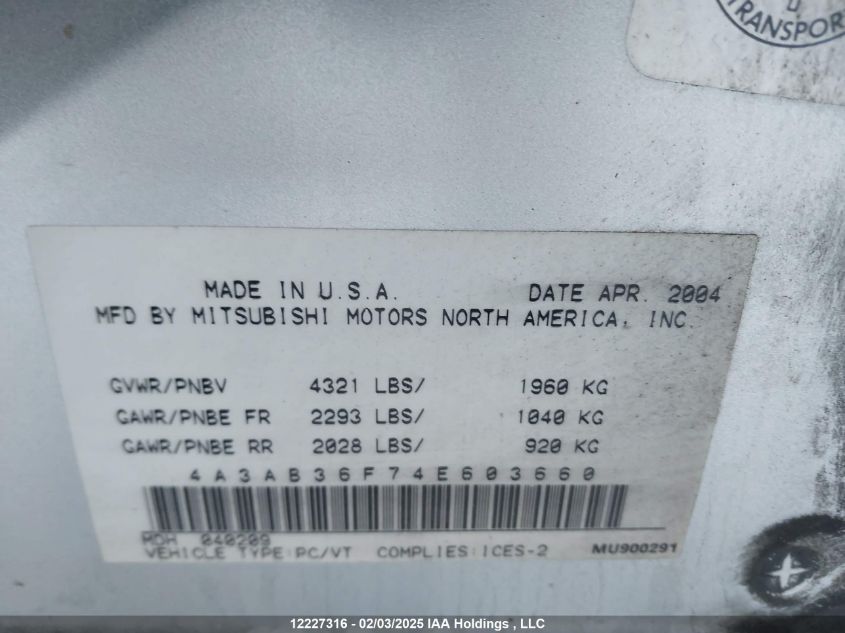 U
TRANSPOR
MADE IN U.S.A. DATE APR. 2004
MFD BY MITSUBISHI MOTORS NORTH AMERICA, INC.
GVWR/PNBV 4321 LBS/ 1960 KG
GAWR/PNBE FR 2293 LBS/ 1040 KG
GAWR/PNBE RR 2028 LBS/ 920 KG
4A3AB36F74E603660
MDH 040209
VEHICLE TYPE:PC/VT COMPLIES:ICES-2 MU900291
12227316 - 02/03/2025 IAA Holdings , LLC